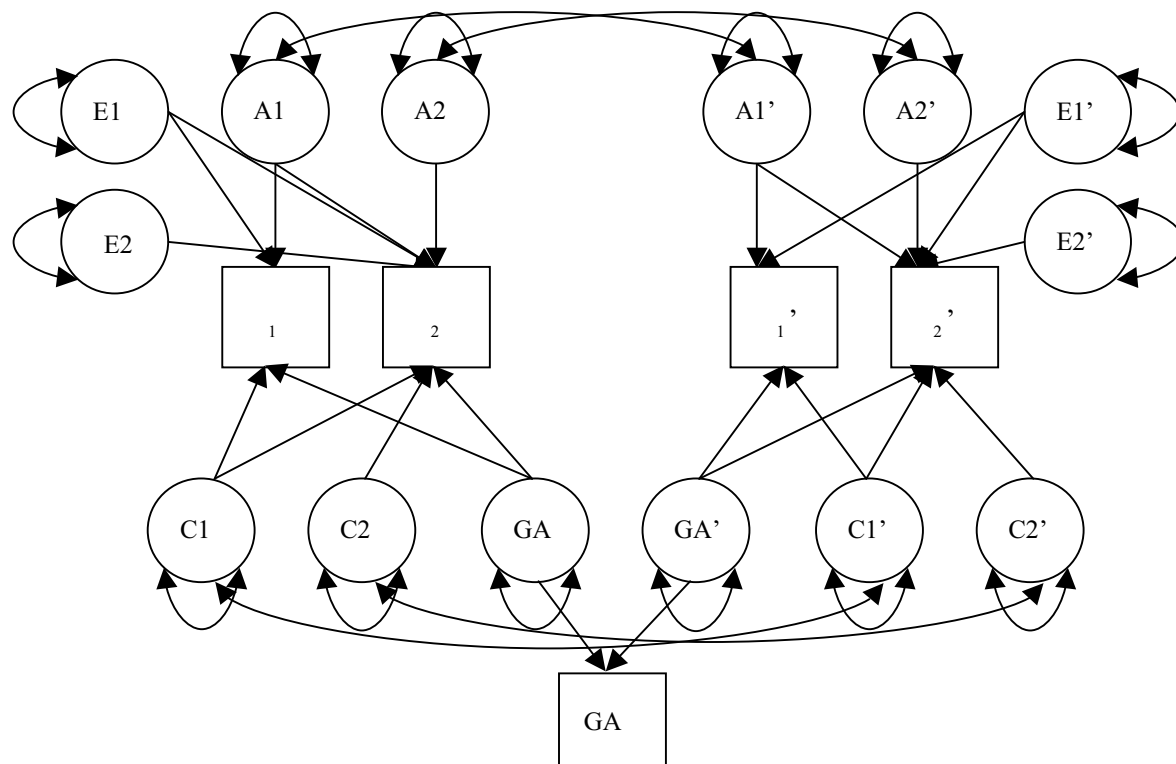 A1 A2 A1’ A2’
E1 E1’
E2 E2’
1 2 1’ 2’
C1 C2 GA GA’ C1’ C2’
GA